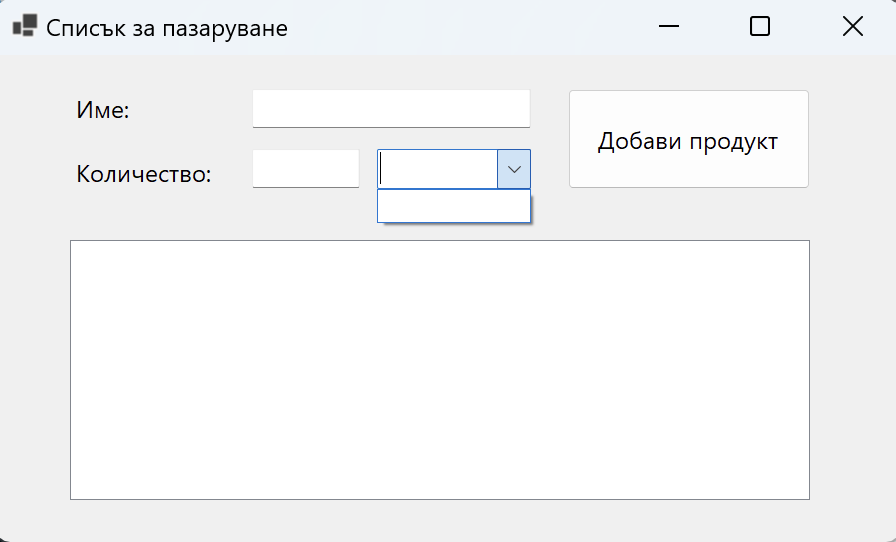 Списък за пазаруване
Име:
Добави продукт
Количество: